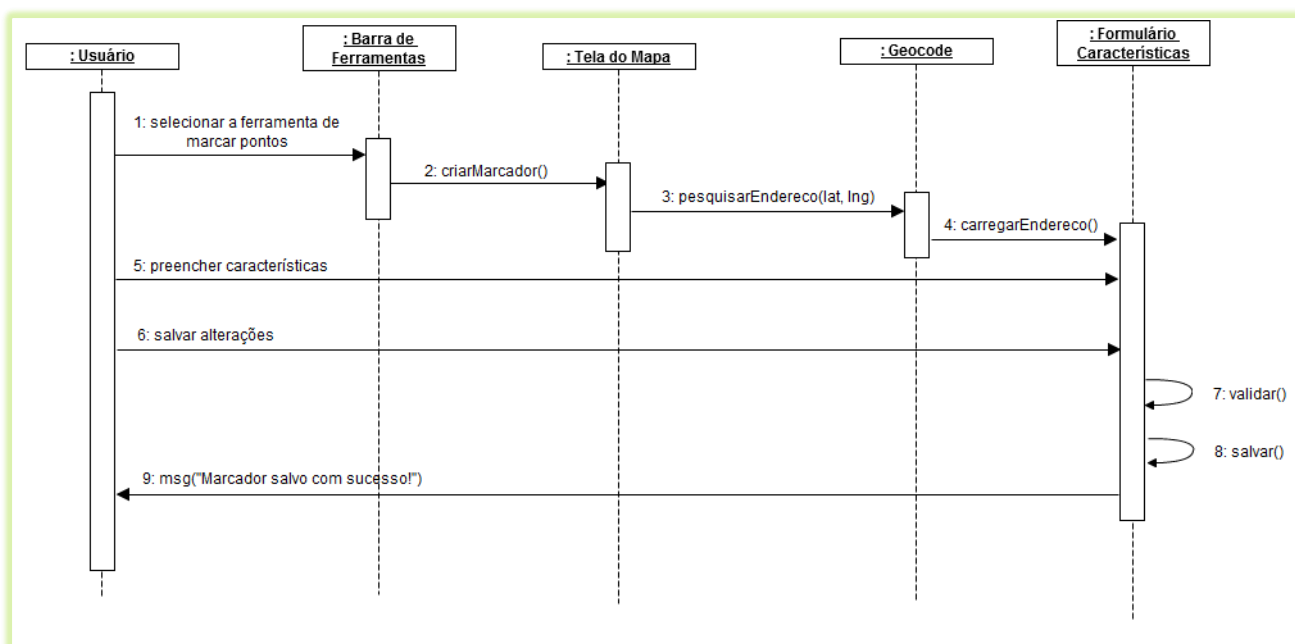 : Usuário
: Barra de
Ferramentas
: Tela do Mapa
: Geocode
: Formulário
Características
1: selecionar a ferramenta de
marcar pontos
2: criarMarcador()
3: pesquisarEndereco(lat, lng)
4: carregarEndereco()
5: preencher características
6: salvar alterações
7: validar()
8: salvar()
9: msg("Marcador salvo com sucesso!")